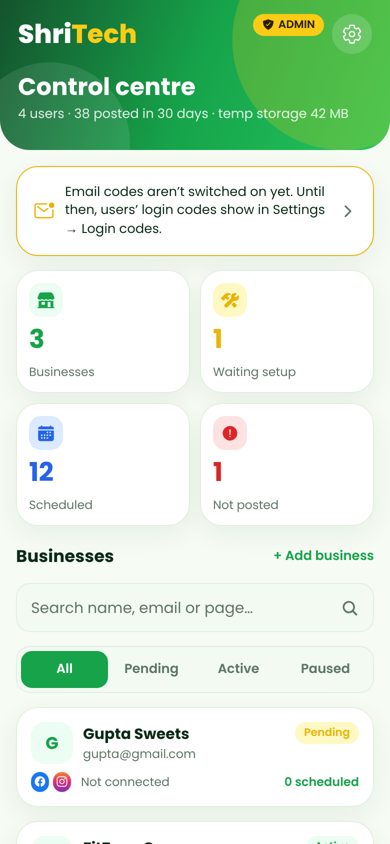 ShriTech
ADMIN
Control centre
4 users · 38 posted in 30 days · temp storage 42 MB
Email codes aren’t switched on yet. Until
then, users’ login codes show in Settings
→ Login codes.
3
Businesses
1
Waiting setup
12
Scheduled
1
Not posted
Businesses
+ Add business
Search name, email or page...
All
Pending
Active
Paused
G
Gupta Sweets
Pending
gupta@gmail.com
Not connected
0 scheduled